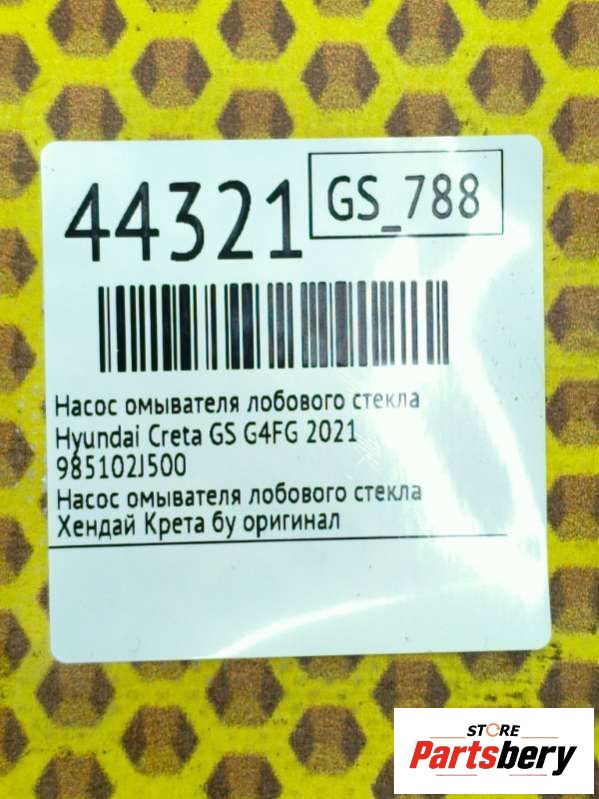 44321
GS_788
Насос омывателя лобового стекла
Hyundai Creta GS G4FG 2021
985102J500
Насос омывателя лобового стекла
Хендай Крета бу оригинал
STORE
Partsbery